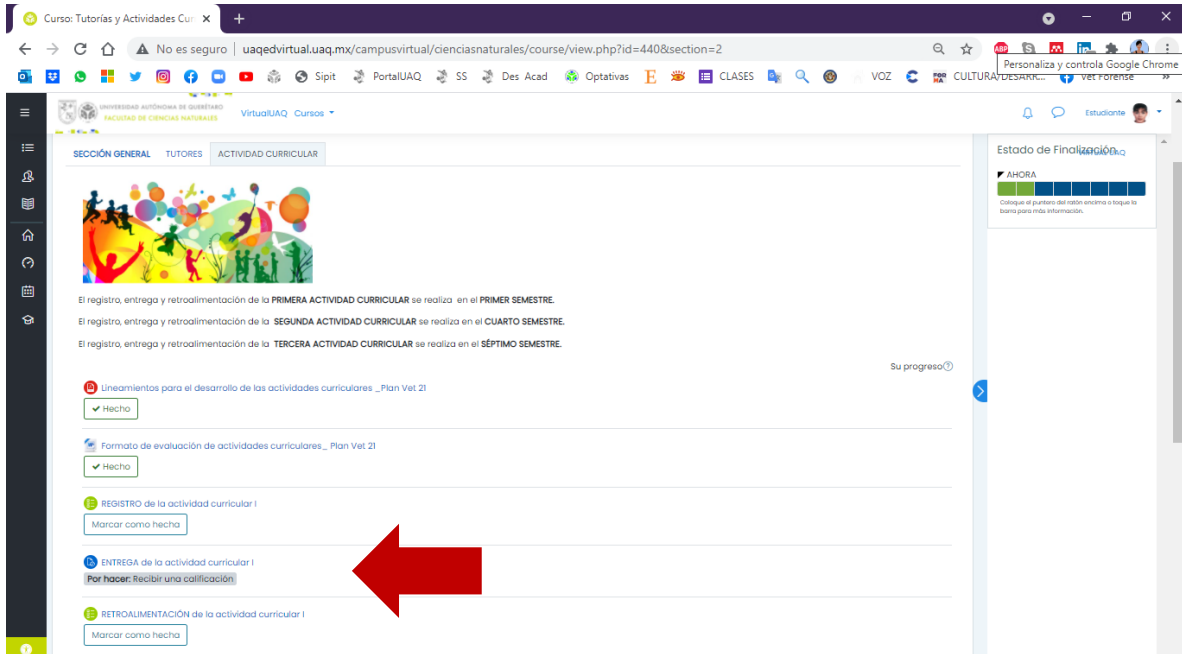 Curso: Tutorías y Actividades Cur
No es seguro | uaqedvirtual.uaq.mx/campusvirtual/cienciasnaturales/course/view.php?id=440&section=2
ABP
Personaliza y controla Google Chrome
Sipit PortalUAQ SS Des Acad Optativas CLASES VOZ CULTURA/DESARR... Vet Forense »
UNIVERSIDAD AUTÓNOMA DE QUERÉTARO
FACULTAD DE CIENCIAS NATURALES
VirtualUAQ Cursos
Estudiante
SECCIÓN GENERAL TUTORES ACTIVIDAD CURRICULAR
El registro, entrega y retroalimentación de la PRIMERA ACTIVIDAD CURRICULAR se realiza en el PRIMER SEMESTRE.
El registro, entrega y retroalimentación de la SEGUNDA ACTIVIDAD CURRICULAR se realiza en el CUARTO SEMESTRE.
El registro, entrega y retroalimentación de la TERCERA ACTIVIDAD CURRICULAR se realiza en el SÉPTIMO SEMESTRE.
Su progreso
Lineamientos para el desarrollo de las actividades curriculares _Plan Vet 21
Hecho
Formato de evaluación de actividades curriculares_ Plan Vet 21
Hecho
REGISTRO de la actividad curricular I
Marcar como hecha
ENTREGA de la actividad curricular I
Por hacer: Recibir una calificación
RETROALIMENTACIÓN de la actividad curricular I
Marcar como hecha
Estado de Finalización
AHORA
Coloque el puntero del ratón encima o toque la
barra para más información.